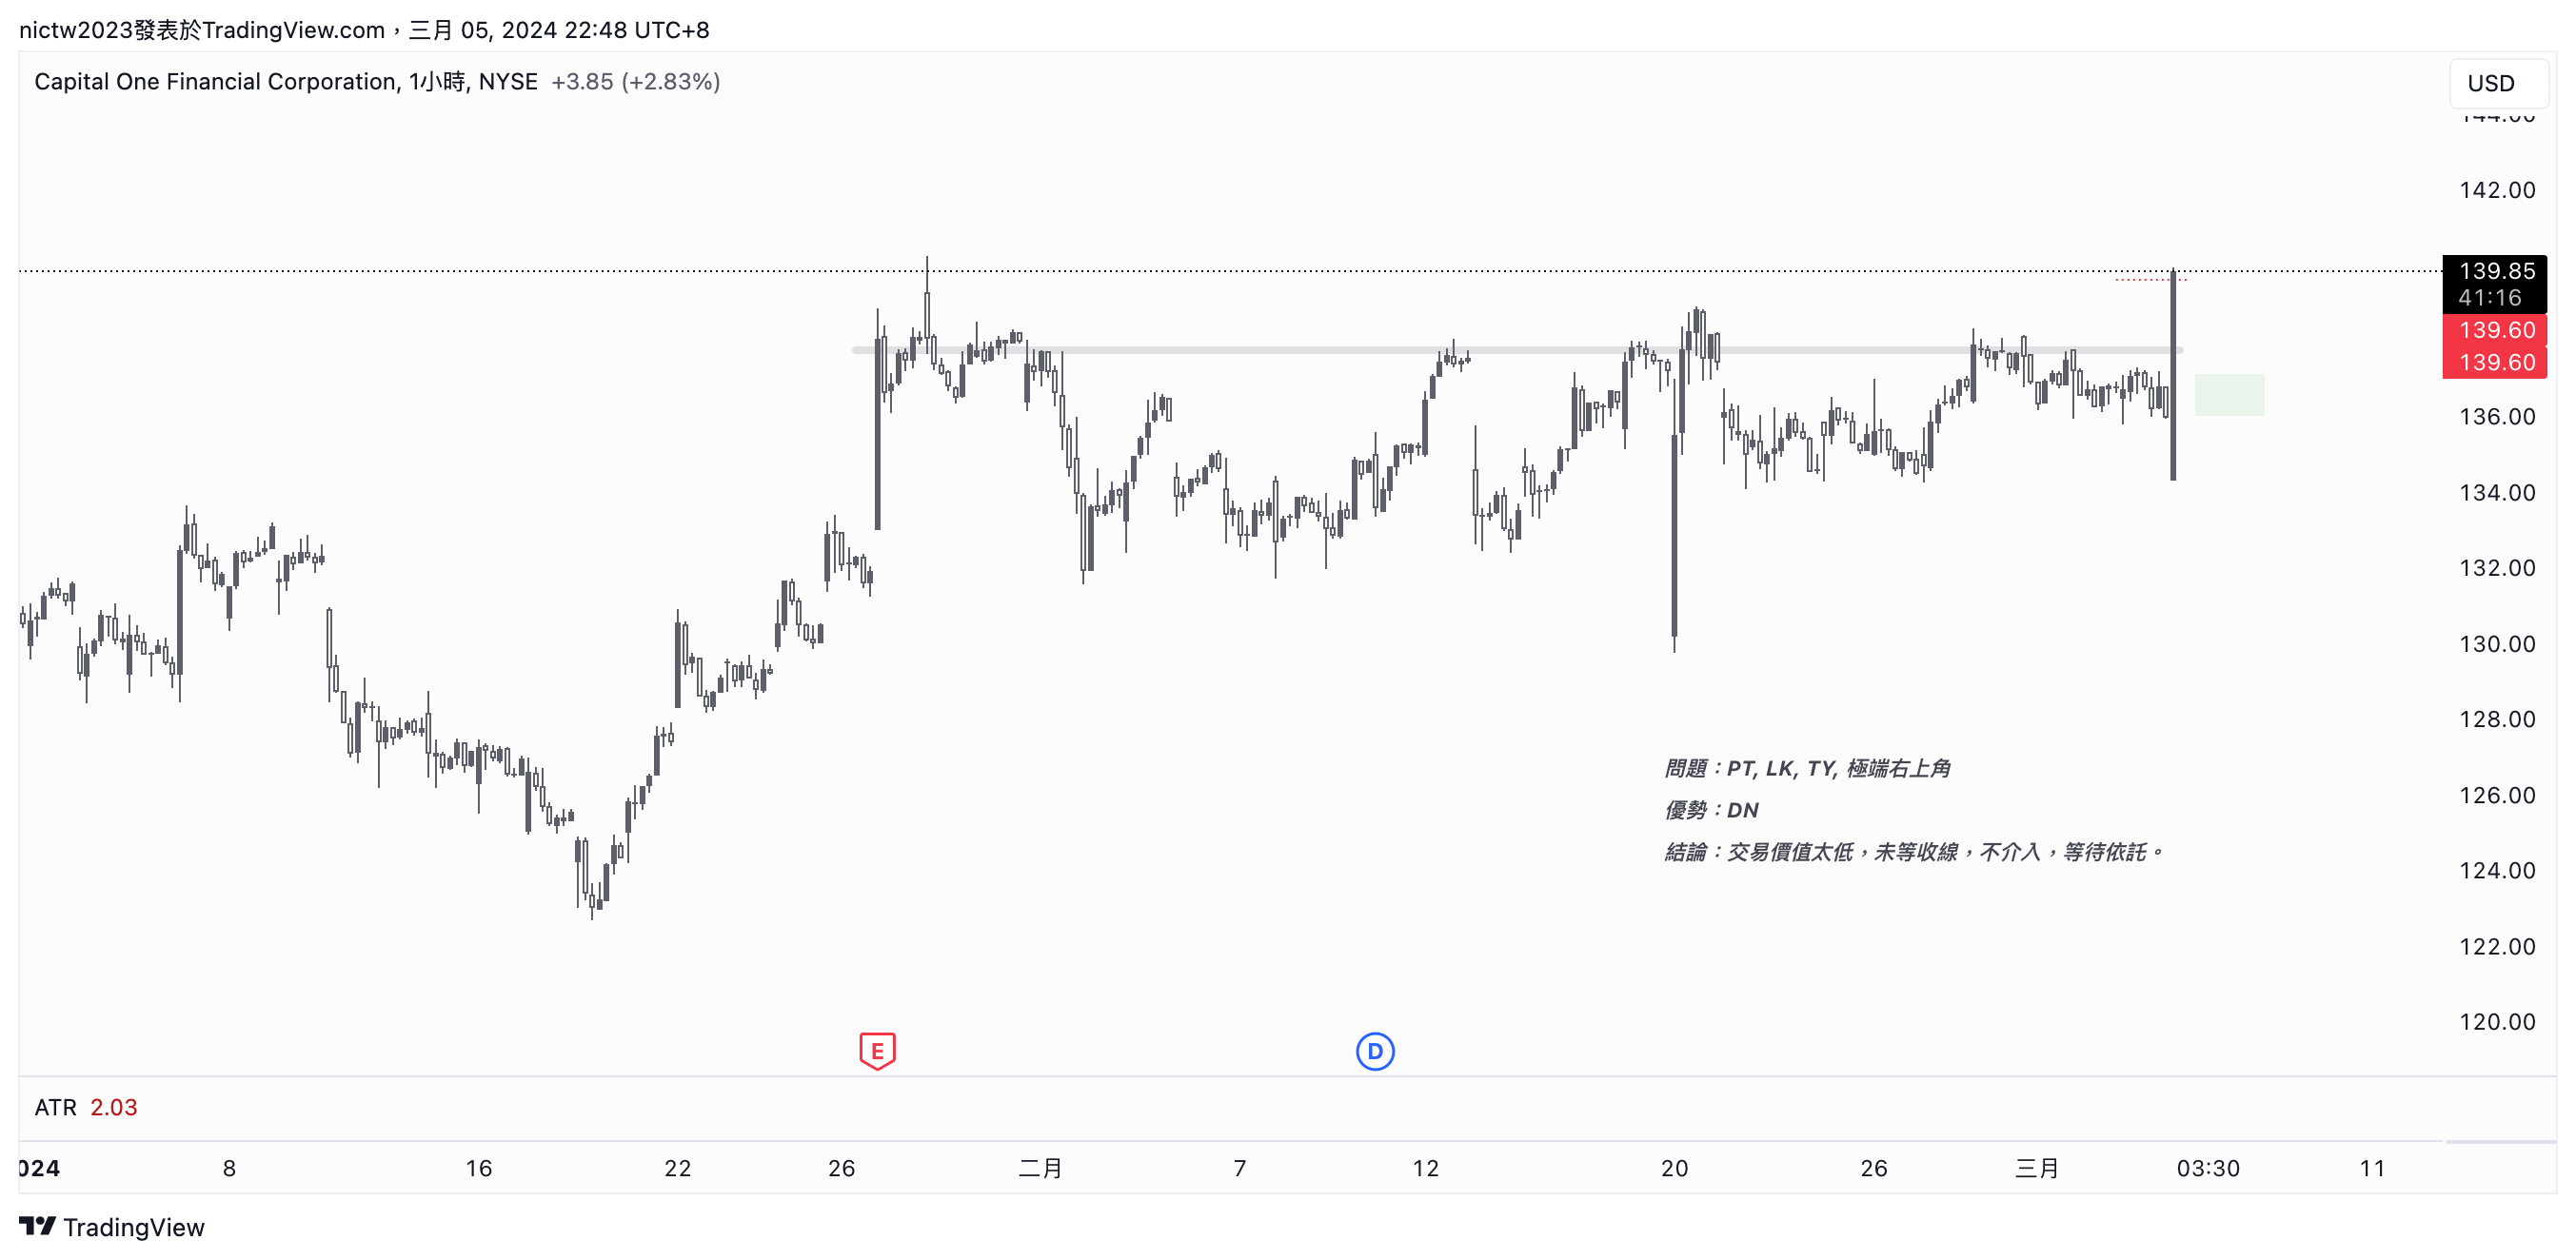 nictw2023發表於TradingView.com，三月 05, 2024 22:48 UTC+8
Capital One Financial Corporation, 1小時, NYSE +3.85 (+2.83%)
USD
144.00
142.00
139.85
41:16
139.60
139.60
136.00
134.00
132.00
130.00
128.00
問題：PT, LK, TY, 極端右上角
126.00
優勢：DN
結論：交易價值太低，未等收線，不介入，等待依託。
124.00
122.00
120.00
E
D
ATR 2.03
024 8 16 22 26 二月 7 12 20 26 三月 03:30 11
TradingView